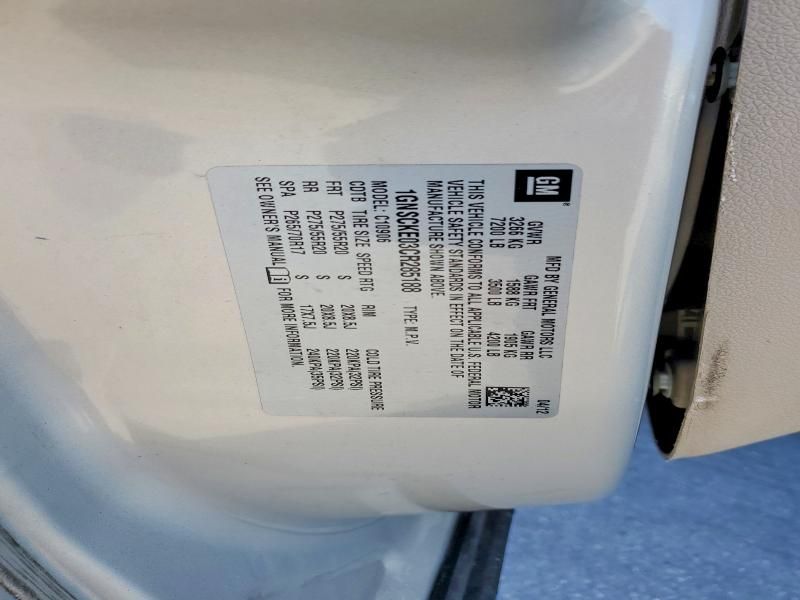 GM®
MFD BY GENERAL MOTORS LLC 04/12
GVWR GAWR FRT GAWR RR
3266 KG 1588 KG 1905 KG
7200 LB 3500 LB 4200 LB
THIS VEHICLE CONFORMS TO ALL APPLICABLE U.S. FEDERAL MOTOR
VEHICLE SAFETY STANDARDS IN EFFECT ON THE DATE OF
MANUFACTURE SHOWN ABOVE.
1GNSCKE03CR285188 TYPE: M.P.V.
MODEL: C10906
CDTB TIRE SIZE SPEED RTG RIM COLD TIRE PRESSURE
FRT P275/55R20 S 20X8.5J 220KPA(32PSI)
RR P275/55R20 S 20X8.5J 220KPA(32PSI)
SPA P265/70R17 S 17X7.5J 240KPA(35PSI)
SEE OWNER'S MANUAL FOR MORE INFORMATION.